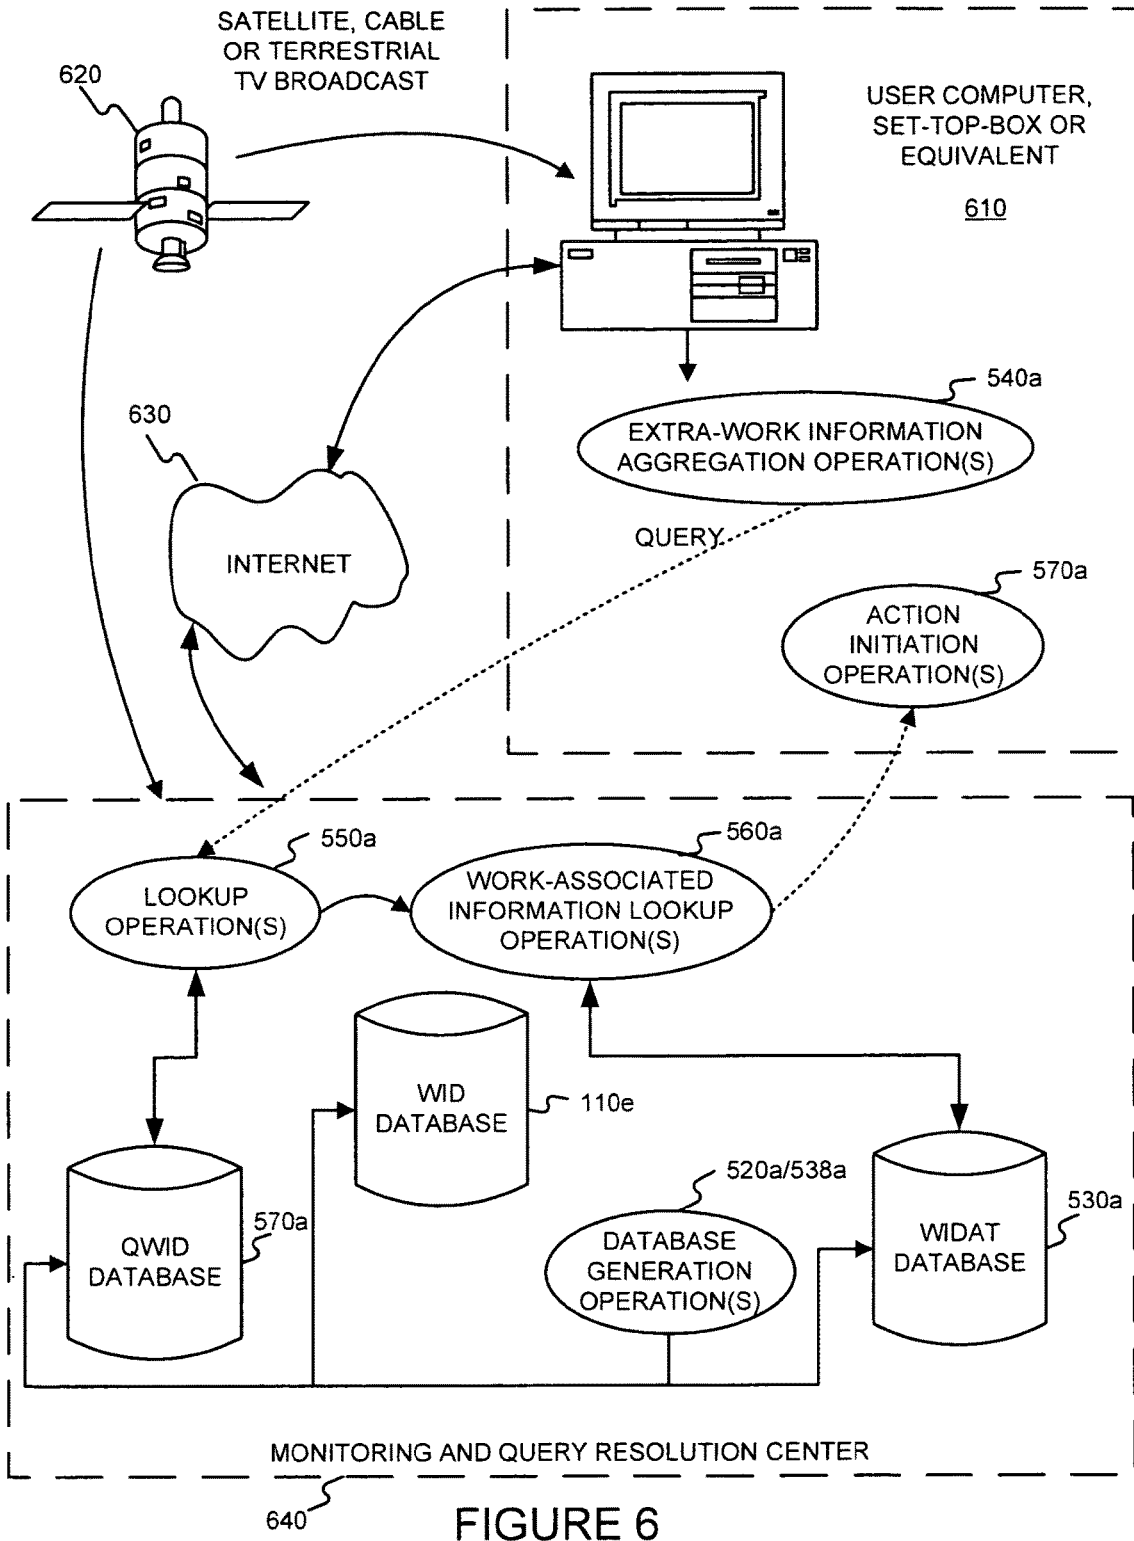 SATELLITE, CABLE
OR TERRESTRIAL
TV BROADCAST
620
USER COMPUTER,
SET-TOP-BOX OR
EQUIVALENT
610
540a
EXTRA-WORK INFORMATION
AGGREGATION OPERATION(S)
630
INTERNET
QUERY
570a
ACTION
INITIATION
OPERATION(S)
550a
LOOKUP
OPERATION(S)
560a
WORK-ASSOCIATED
INFORMATION LOOKUP
OPERATION(S)
WID
DATABASE
110e
520a/538a
DATABASE
GENERATION
OPERATION(S)
QWID
DATABASE
570a
WIDAT
DATABASE
530a
MONITORING AND QUERY RESOLUTION CENTER
640
FIGURE 6